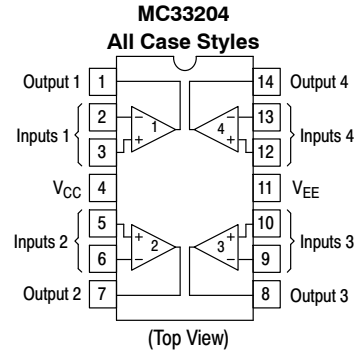 MC33204
All Case Styles
Output 1 1 14 Output 4
2 − 1 4 − 13
Inputs 1 Inputs 4
3 + + 12
VCC 4 11 VEE
5 + + 10
Inputs 2 2 3 Inputs 3
6 − − 9
Output 2 7 8 Output 3
(Top View)